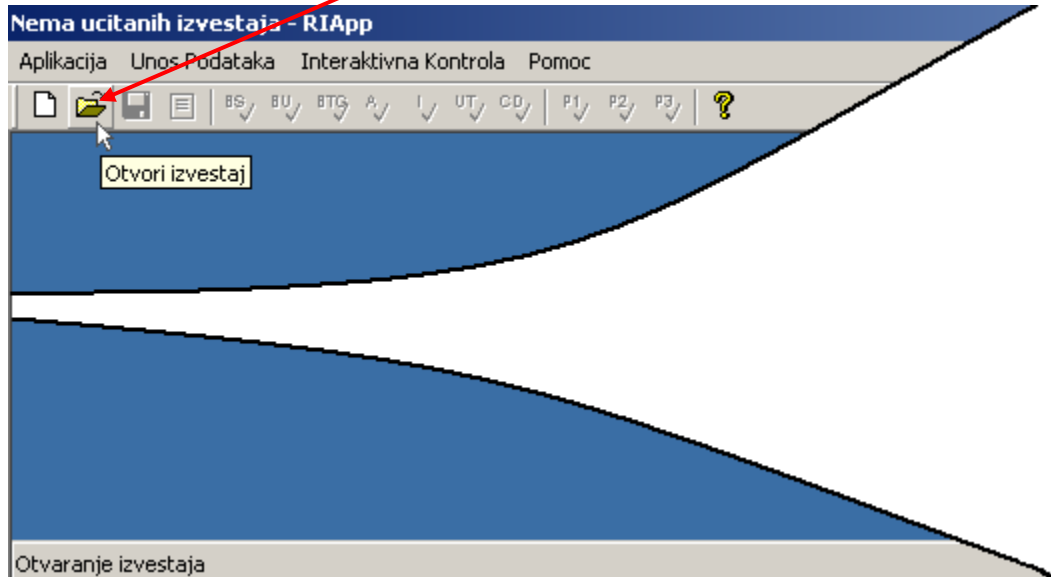 Nema ucitanih izvestaja - RIApp
Aplikacija Unos Podataka Interaktivna Kontrola Pomoc
BS BU BTG A I UT CD P1 P2 P3 ?
Otvori izvestaj
Otvaranje izvestaja